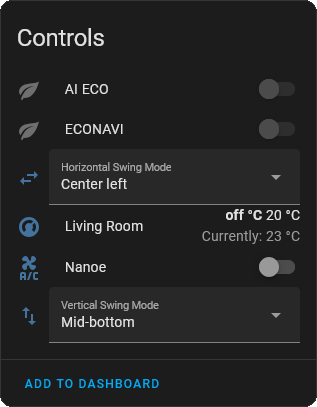 Controls
AI ECO
ECONAVI
Horizontal Swing Mode
Center left
Living Room
off °C 20 °C
Currently: 23 °C
A/C
Nanoe
Vertical Swing Mode
Mid-bottom
ADD TO DASHBOARD